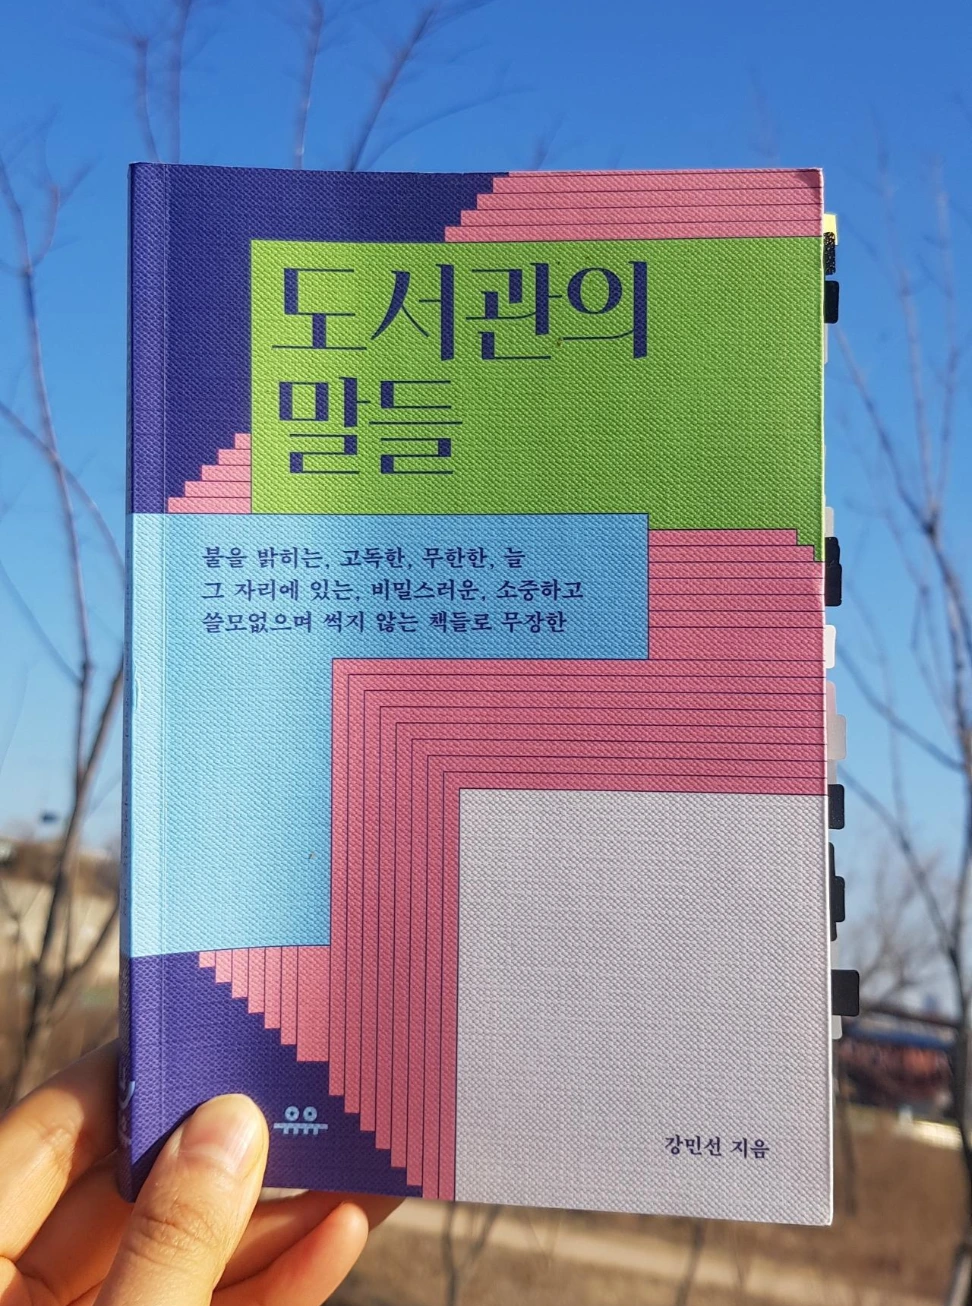 도서관의
말들
불을 밝히는, 고독한, 무한한, 늘
그 자리에 있는, 비밀스러운, 소중하고
쓸모없으며 썩지 않는 책들로 무장한
유유
강민선 지음